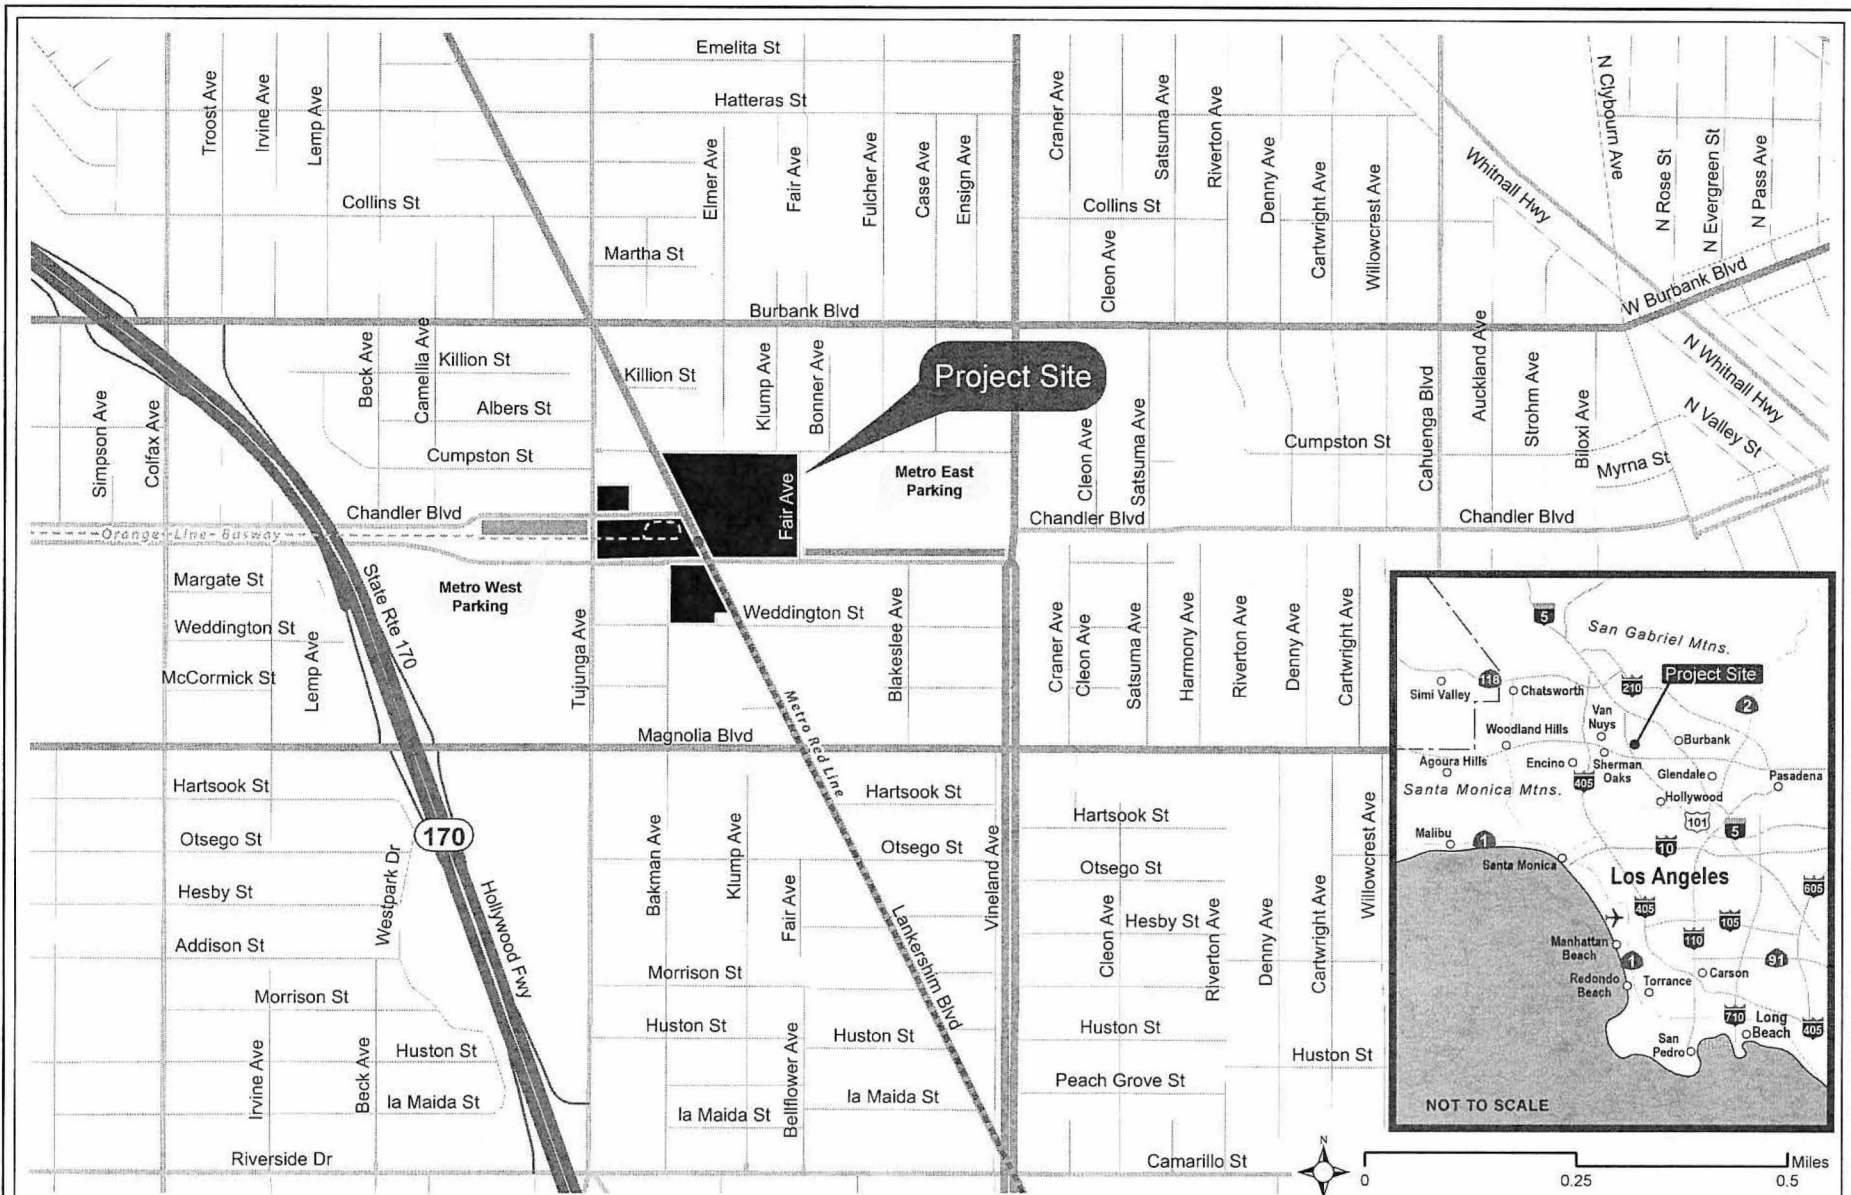 Emelita St
Hatteras St
Troost Ave
Irvine Ave
Lemp Ave
Collins St
Martha St
Elmer Ave
Fair Ave
Fulcher Ave
Case Ave
Ensign Ave
Craner Ave
Satsuma Ave
Riverton Ave
Denny Ave
Cartwright Ave
Willowcrest Ave
Collins St
Cleon Ave
Whitnall Hwy
N Clybourn Ave
N Rose St
N Evergreen St
N Pass Ave
W Burbank Blvd
N Whitnall Hwy
N Valley St
Burbank Blvd
Simpson Ave
Colfax Ave
Beck Ave
Camellia Ave
Killion St
Albers St
Cumpston St
Chandler Blvd
Orange Line Busway
Killion St
Klump Ave
Bonner Ave
Project Site
Fair Ave
Metro East
Parking
Cleon Ave
Satsuma Ave
Chandler Blvd
Cumpston St
Cahuenga Blvd
Auckland Ave
Strohm Ave
Biloxi Ave
Myrna St
Chandler Blvd
Margate St
Weddington St
McCormick St
Lemp Ave
State Rte 170
Metro West
Parking
Tujunga Ave
Weddington St
Blakeslee Ave
Metro Red Line
Magnolia Blvd
Craner Ave
Cleon Ave
Satsuma Ave
Harmony Ave
Riverton Ave
Denny Ave
Cartwright Ave
Hartsook St
Otsego St
Hesby St
Addison St
Morrison St
Westpark Dr
170
Hollywood Fwy
Irvine Ave
Beck Ave
Huston St
la Maida St
Riverside Dr
Bakman Ave
Klump Ave
Fair Ave
Hartsook St
Otsego St
Vineland Ave
Lankershim Blvd
Morrison St
Huston St
Bellflower Ave
Huston St
la Maida St
la Maida St
Hartsook St
Otsego St
Hesby St
Cleon Ave
Riverton Ave
Denny Ave
Cartwright Ave
Willowcrest Ave
Huston St
Huston St
Peach Grove St
Camarillo St
5
San Gabriel Mtns.
Project Site
118
Simi Valley
Chatsworth
210
2
Van
Nuys
Woodland Hills
Burbank
Agoura Hills
Encino
Sherman
Oaks
405
Glendale
Pasadena
Santa Monica Mtns.
Hollywood
101
5
Malibu
1
10
Santa Monica
Los Angeles
605
405
105
110
Manhattan
Beach
1
91
Redondo
Beach
Torrance
Carson
710
Long
Beach
405
San
Pedro
NOT TO SCALE
N
0
0.25
0.5
Miles